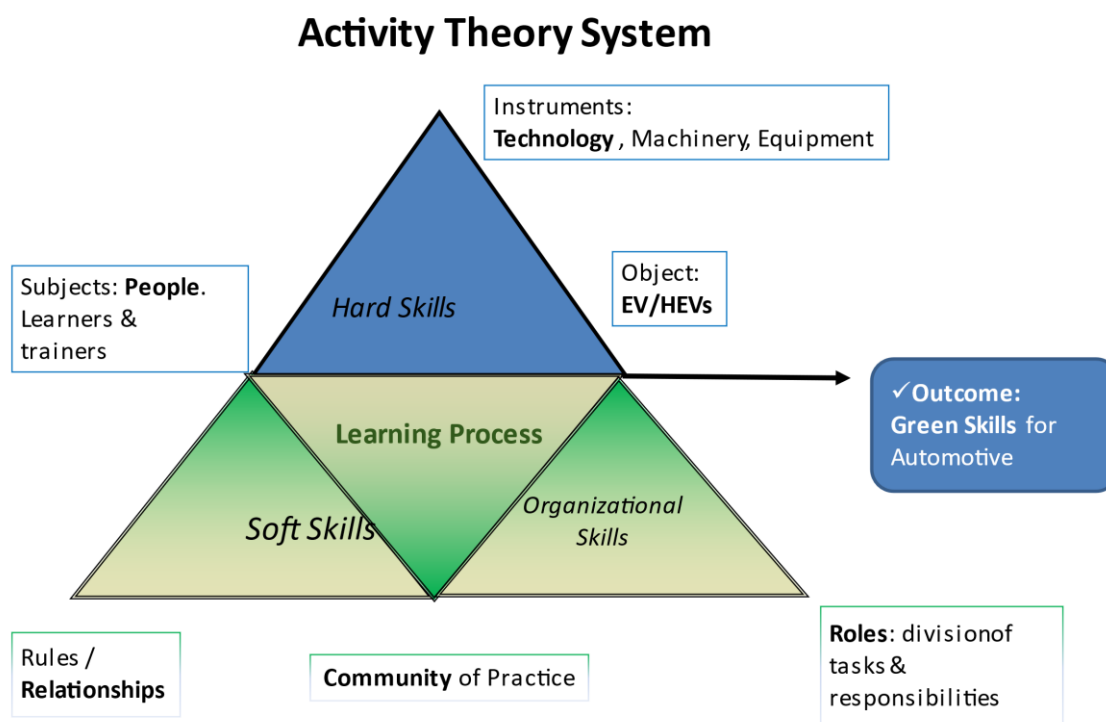 Activity Theory System
Instruments:
Technology , Machinery, Equipment
Subjects: People.
Learners &
trainers
Object:
EV/HEVs
Hard Skills
✓Outcome:
Green Skills for
Automotive
Learning Process
Soft Skills
Organizational
Skills
Rules /
Relationships
Community of Practice
Roles: divisionof
tasks &
responsibilities